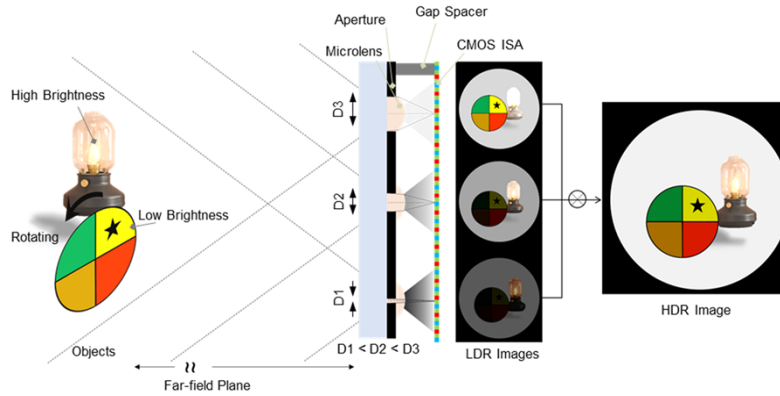 Aperture
Gap Spacer
Microlens
CMOS ISA
High Brightness
D3
Low Brightness
D2
Rotating
D1
HDR Image
Objects
D1 < D2 < D3
LDR Images
Far-field Plane